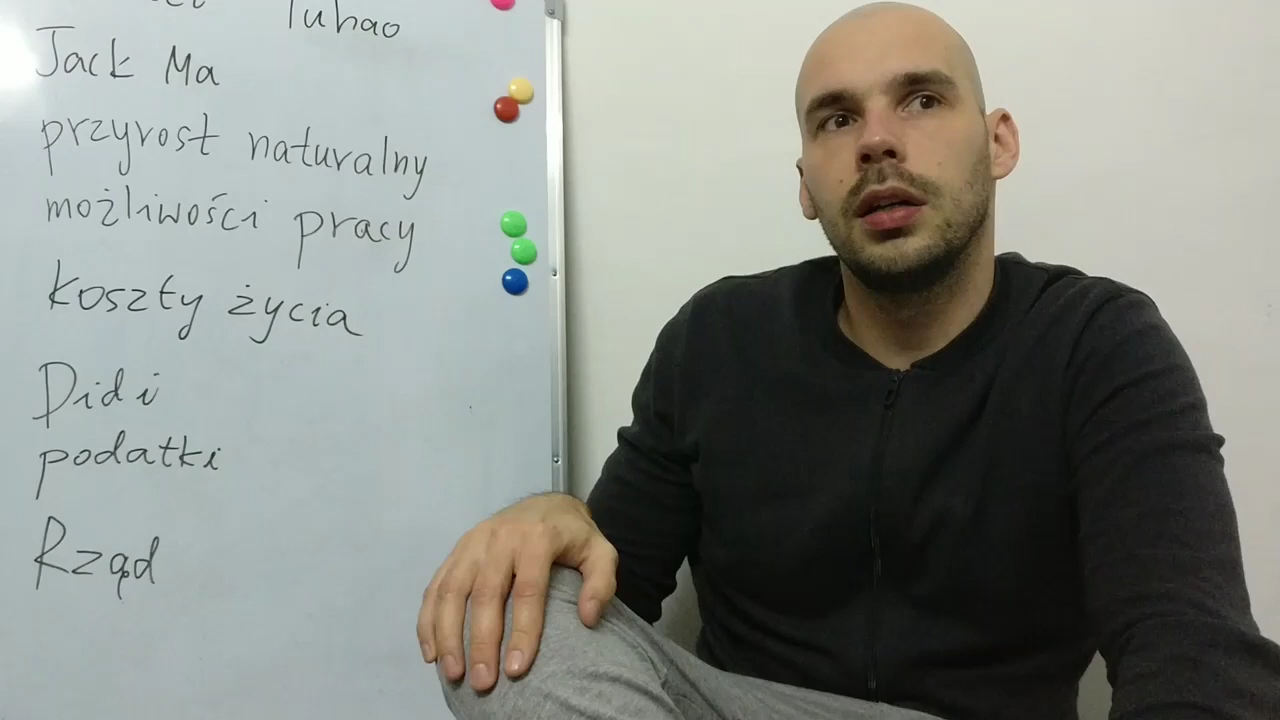 Tuhao
Jack Ma
przyrost naturalny
możliwości pracy
koszty życia
Didi
podatki
Rząd